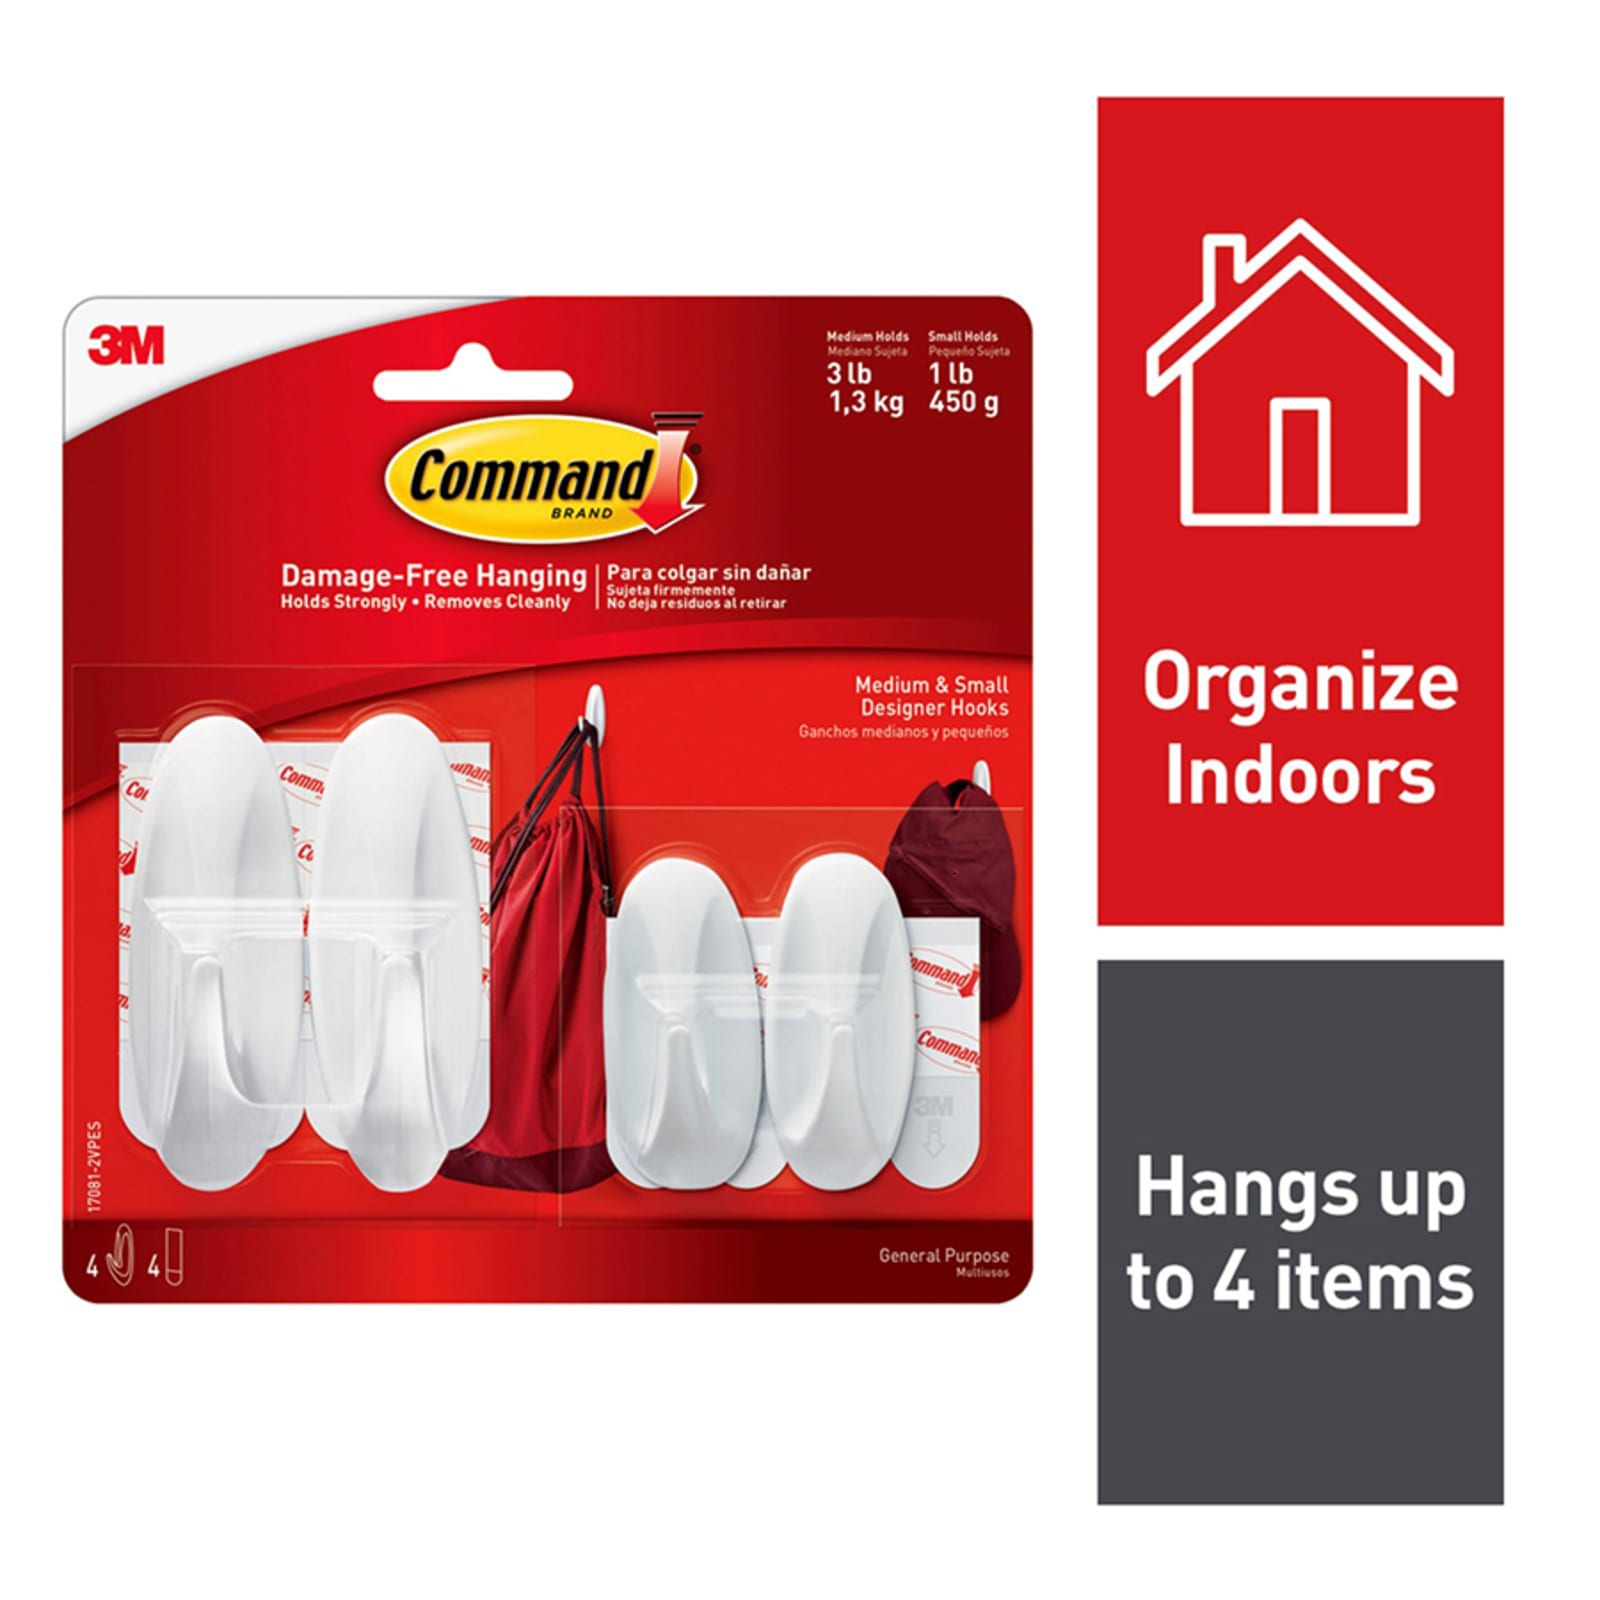 3M
Medium Holds
Mediano Sujeta
3 lb
1,3 kg
Small Holds
Pequeño Sujeta
1 lb
450 g
Command
BRAND
®
Damage-Free Hanging
Holds Strongly • Removes Cleanly
Para colgar sin dañar
Sujeta firmemente
No deja residuos al retirar
Medium & Small
Designer Hooks
Ganchos medianos y pequeños
Command
Command
3M
17081-2VPES
4
4
General Purpose
Multiusos
Organize
Indoors
Hangs up
to 4 items